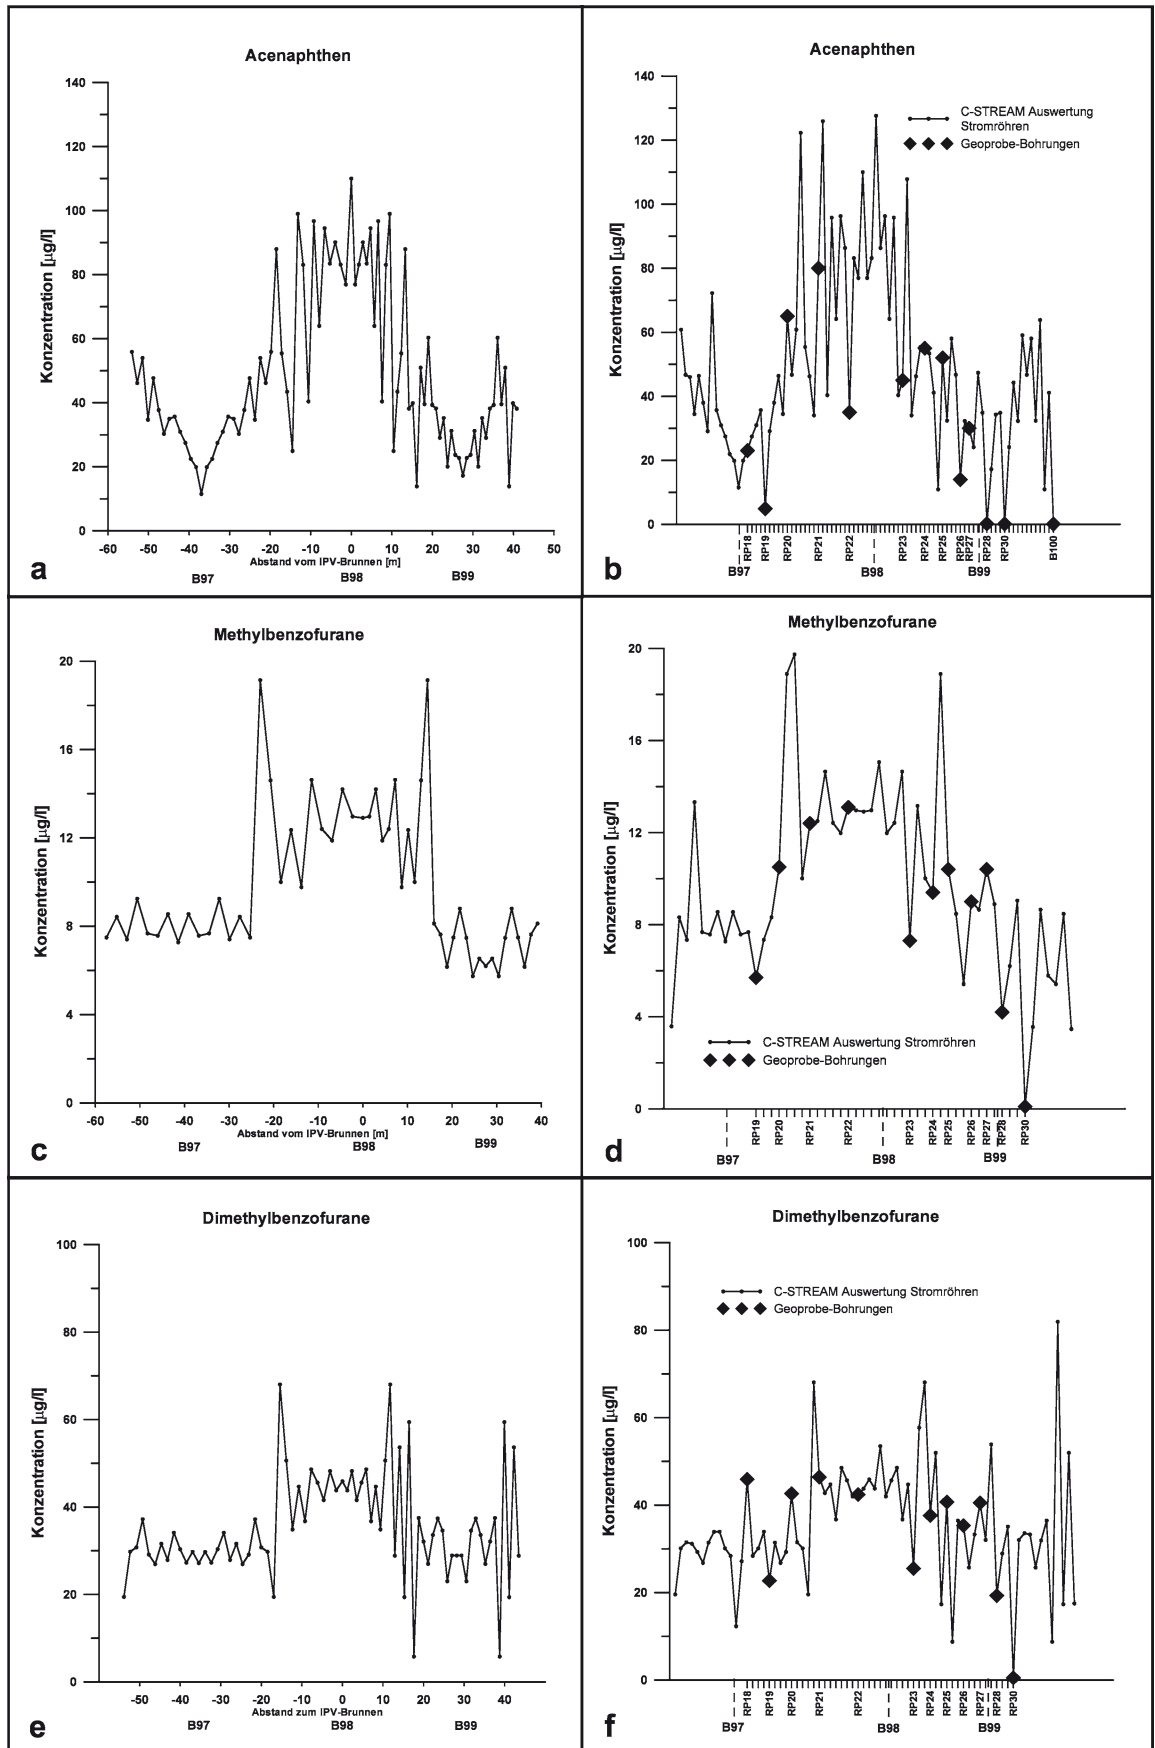 Acenaphthen
140
120
100
80
60
40
20
0
Konzentration [µg/l]
-60 -50 -40 -30 -20 -10 0 10 20 30 40 50
Abstand vom IPV-Brunnen [m]
B97 B98 B99
a
Acenaphthen
140
120
100
80
60
40
20
0
Konzentration [µg/l]
C-STREAM Auswertung
Stromröhren
Geoprobe-Bohrungen
RP18 RP19 RP20 RP21 RP22 RP23 RP24 RP25 RP26 RP27 RP28 RP30 B100
B97 B98 B99
b
Methylbenzofurane
20
16
12
8
4
0
Konzentration [µg/l]
-60 -50 -40 -30 -20 -10 0 10 20 30 40
Abstand vom IPV-Brunnen [m]
B97 B98 B99
c
Methylbenzofurane
20
16
12
8
4
0
Konzentration [µg/l]
C-STREAM Auswertung Stromröhren
Geoprobe-Bohrungen
RP19 RP20 RP21 RP22 RP23 RP24 RP25 RP26 RP27 RP28 RP30
B97 B98 B99
d
Dimethylbenzofurane
100
80
60
40
20
0
Konzentration [µg/l]
-50 -40 -30 -20 -10 0 10 20 30 40
Abstand zum IPV-Brunnen
B97 B98 B99
e
Dimethylbenzofurane
100
80
60
40
20
0
Konzentration [µg/l]
C-STREAM Auswertung Stromröhren
Geoprobe-Bohrungen
RP18 RP19 RP20 RP21 RP22 RP23 RP24 RP25 RP26 RP27 RP28 RP30
B97 B98 B99
f